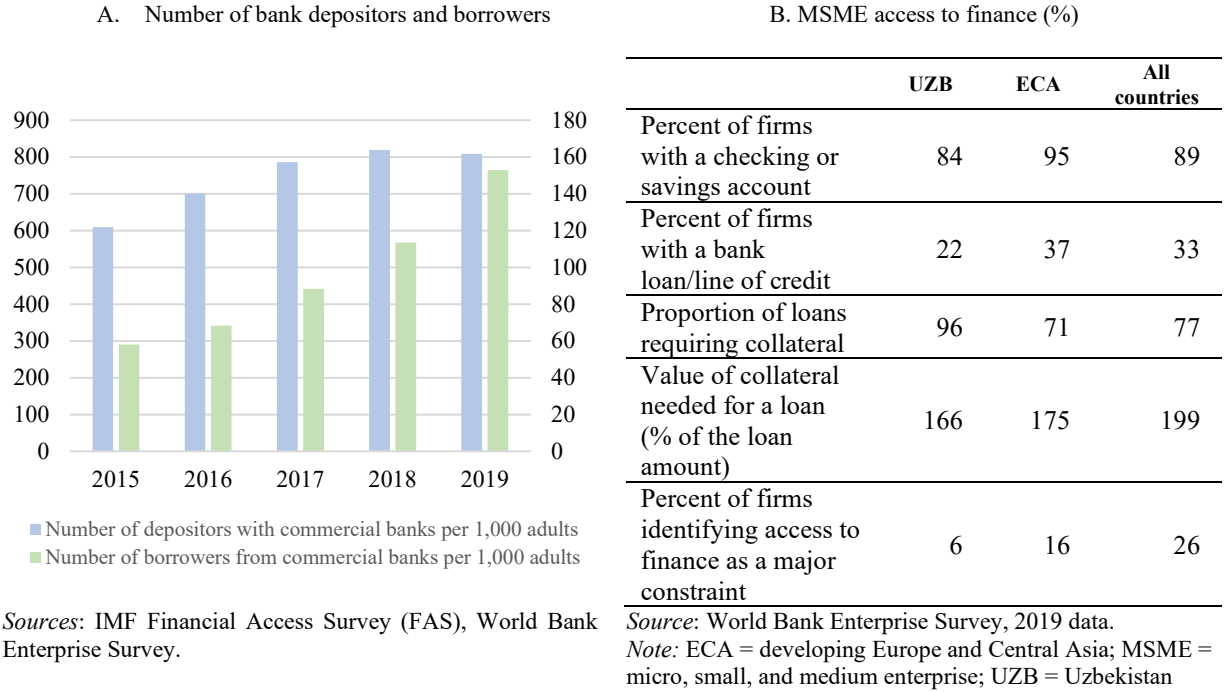 A. Number of bank depositors and borrowers
900
800
700
600
500
400
300
200
100
0
180
160
140
120
100
80
60
40
20
0
2015 2016 2017 2018 2019
Number of depositors with commercial banks per 1,000 adults
Number of borrowers from commercial banks per 1,000 adults
Sources: IMF Financial Access Survey (FAS), World Bank
Enterprise Survey.
B. MSME access to finance (%)
UZB ECA All
countries
Percent of firms
with a checking or
savings account
84 95 89
Percent of firms
with a bank
loan/line of credit
22 37 33
Proportion of loans
requiring collateral
96 71 77
Value of collateral
needed for a loan
(% of the loan
amount)
166 175 199
Percent of firms
identifying access to
finance as a major
constraint
6 16 26
Source: World Bank Enterprise Survey, 2019 data.
Note: ECA = developing Europe and Central Asia; MSME =
micro, small, and medium enterprise; UZB = Uzbekistan